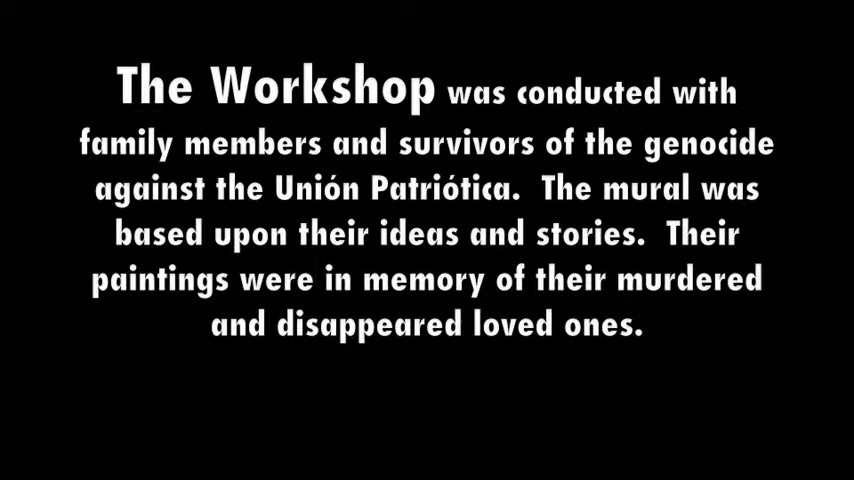 The Workshop was conducted with
family members and survivors of the genocide
against the Unión Patriótica.  The mural was
based upon their ideas and stories.  Their
paintings were in memory of their murdered
and disappeared loved ones.